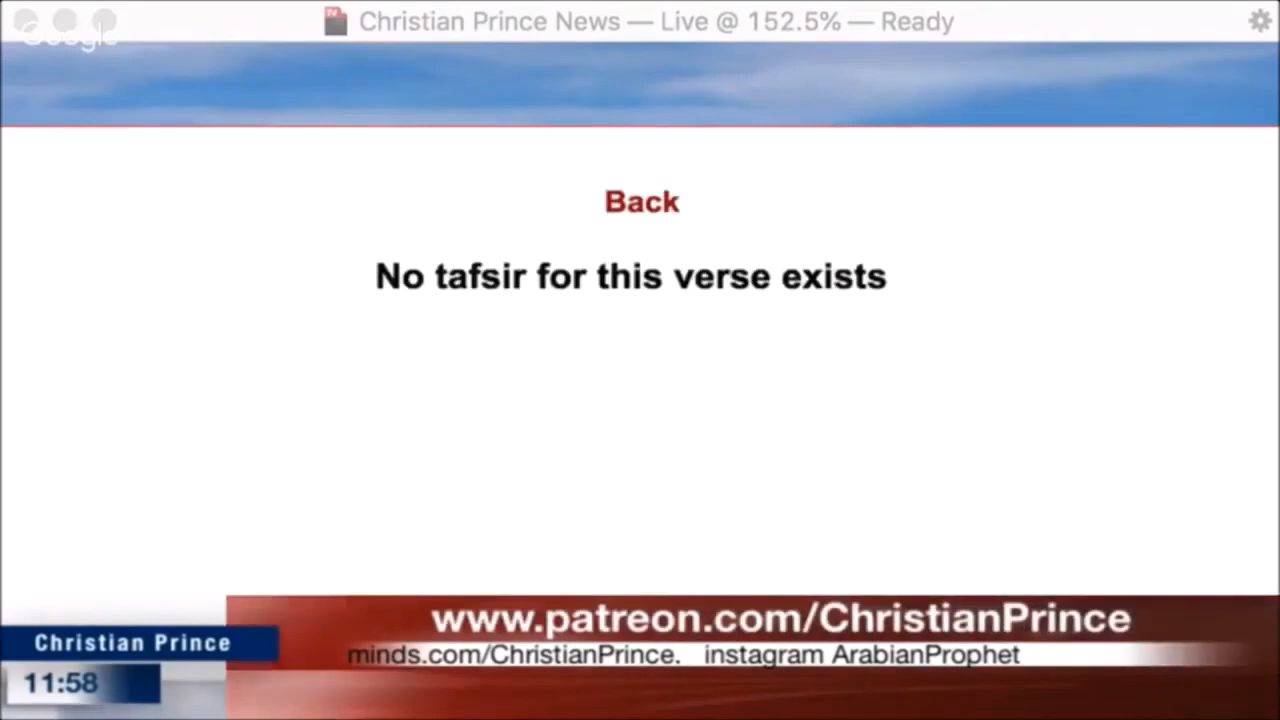 Christian Prince News — Live @ 152.5% — Ready
Google
Back
No tafsir for this verse exists
www.patreon.com/ChristianPrince
Christian Prince
minds.com/ChristianPrince. instagram ArabianProphet
11:58